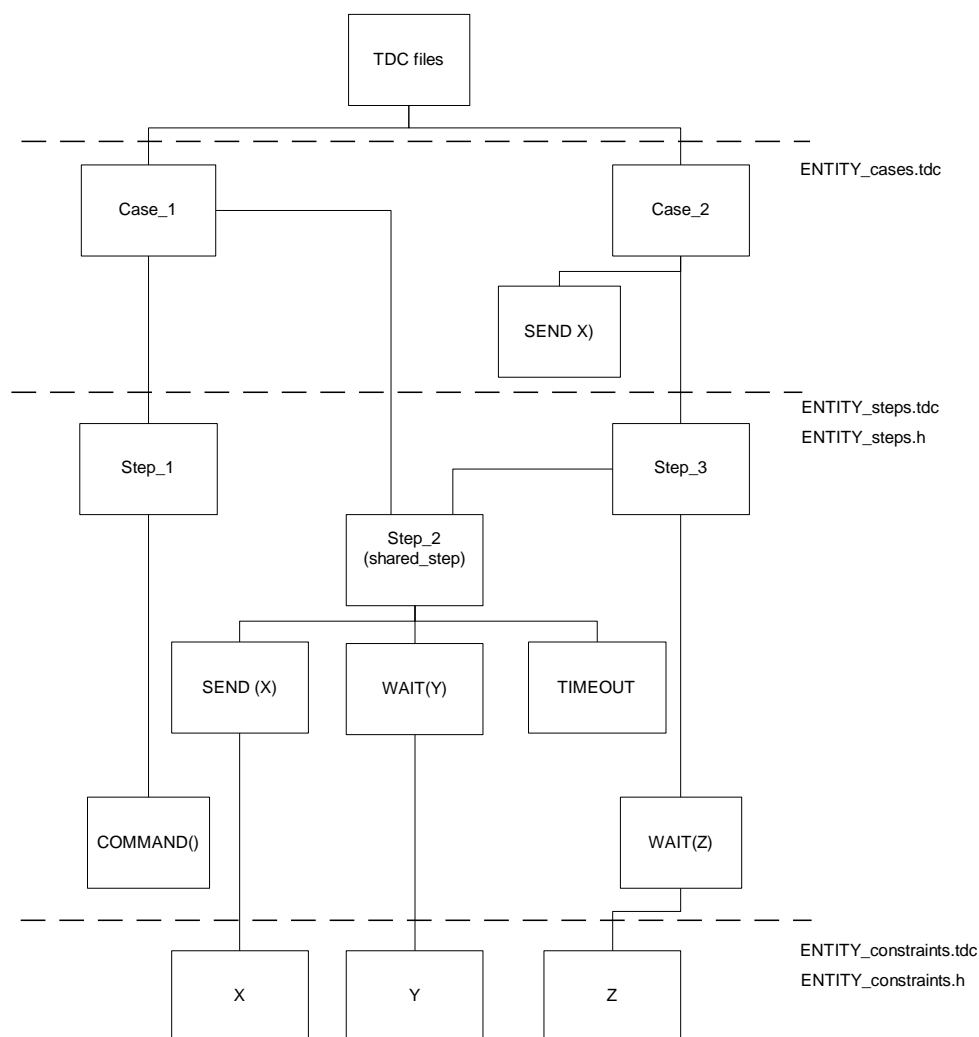 TDC files
ENTITY_cases.tdc
Case_1
Case_2
SEND X)
ENTITY_steps.tdc
ENTITY_steps.h
Step_1
Step_3
Step_2
(shared_step)
SEND (X)
WAIT(Y)
TIMEOUT
COMMAND()
WAIT(Z)
ENTITY_constraints.tdc
ENTITY_constraints.h
X
Y
Z